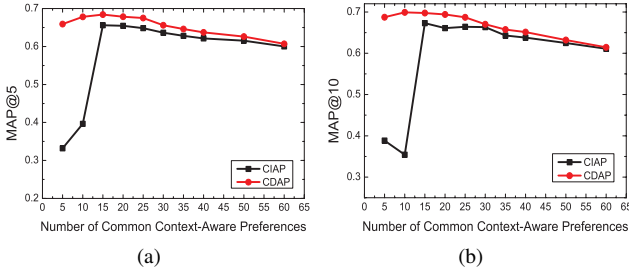 0.7
0.6
0.5
0.4
0.3
0.2
MAP@5
CIAP
CDAP
0 5 10 15 20 25 30 35 40 45 50 55 60 65
Number of Common Context-Aware Preferences
(a)
0.7
0.6
0.5
0.4
0.3
MAP@10
CIAP
CDAP
0 5 10 15 20 25 30 35 40 45 50 55 60 65
Number of Common Context-Aware Preferences
(b)